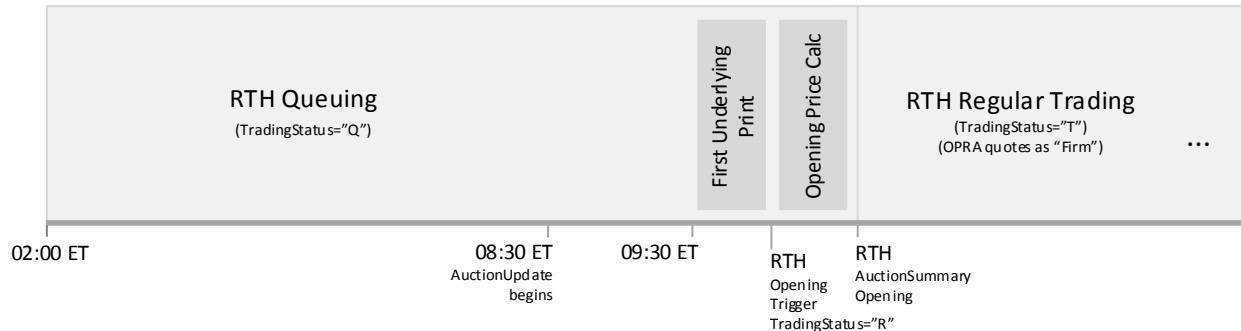 RTH Queuing
(TradingStatus="Q")
First Underlying
Print
Opening Price Calc
RTH Regular Trading
(TradingStatus="T")
(OPRA quotes as "Firm")
...
02:00 ET
08:30 ET
AuctionUpdate
begins
09:30 ET
RTH
Opening
Trigger
TradingStatus="R"
RTH
AuctionSummary
Opening